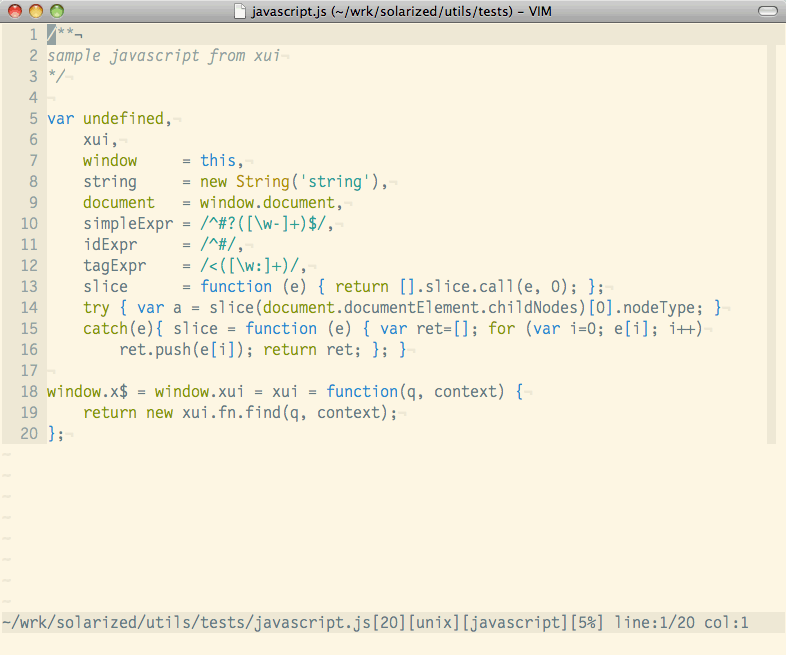 javascript.js (~/wrk/solarized/utils/tests) – VIM
1 /**¬
2 sample javascript from xui¬
3 */¬
4 ¬
5 var undefined,¬
6     xui,¬
7     window     = this,¬
8     string     = new String('string'),¬
9     document   = window.document,¬
10     simpleExpr = /^#?([\w-]+)$/,¬
11     idExpr     = /^#/,¬
12     tagExpr    = /<([\w:]+)/,¬
13     slice      = function (e) { return [].slice.call(e, 0); };¬
14     try { var a = slice(document.documentElement.childNodes)[0].nodeType; }¬
15     catch(e){ slice = function (e) { var ret=[]; for (var i=0; e[i]; i++)¬
16         ret.push(e[i]); return ret; }; }¬
17 ¬
18 window.x$ = window.xui = xui = function(q, context) {¬
19     return new xui.fn.find(q, context);¬
20 };¬
~
~
~
~
~
~
~
~
~/wrk/solarized/utils/tests/javascript.js[20][unix][javascript][5%] line:1/20 col:1